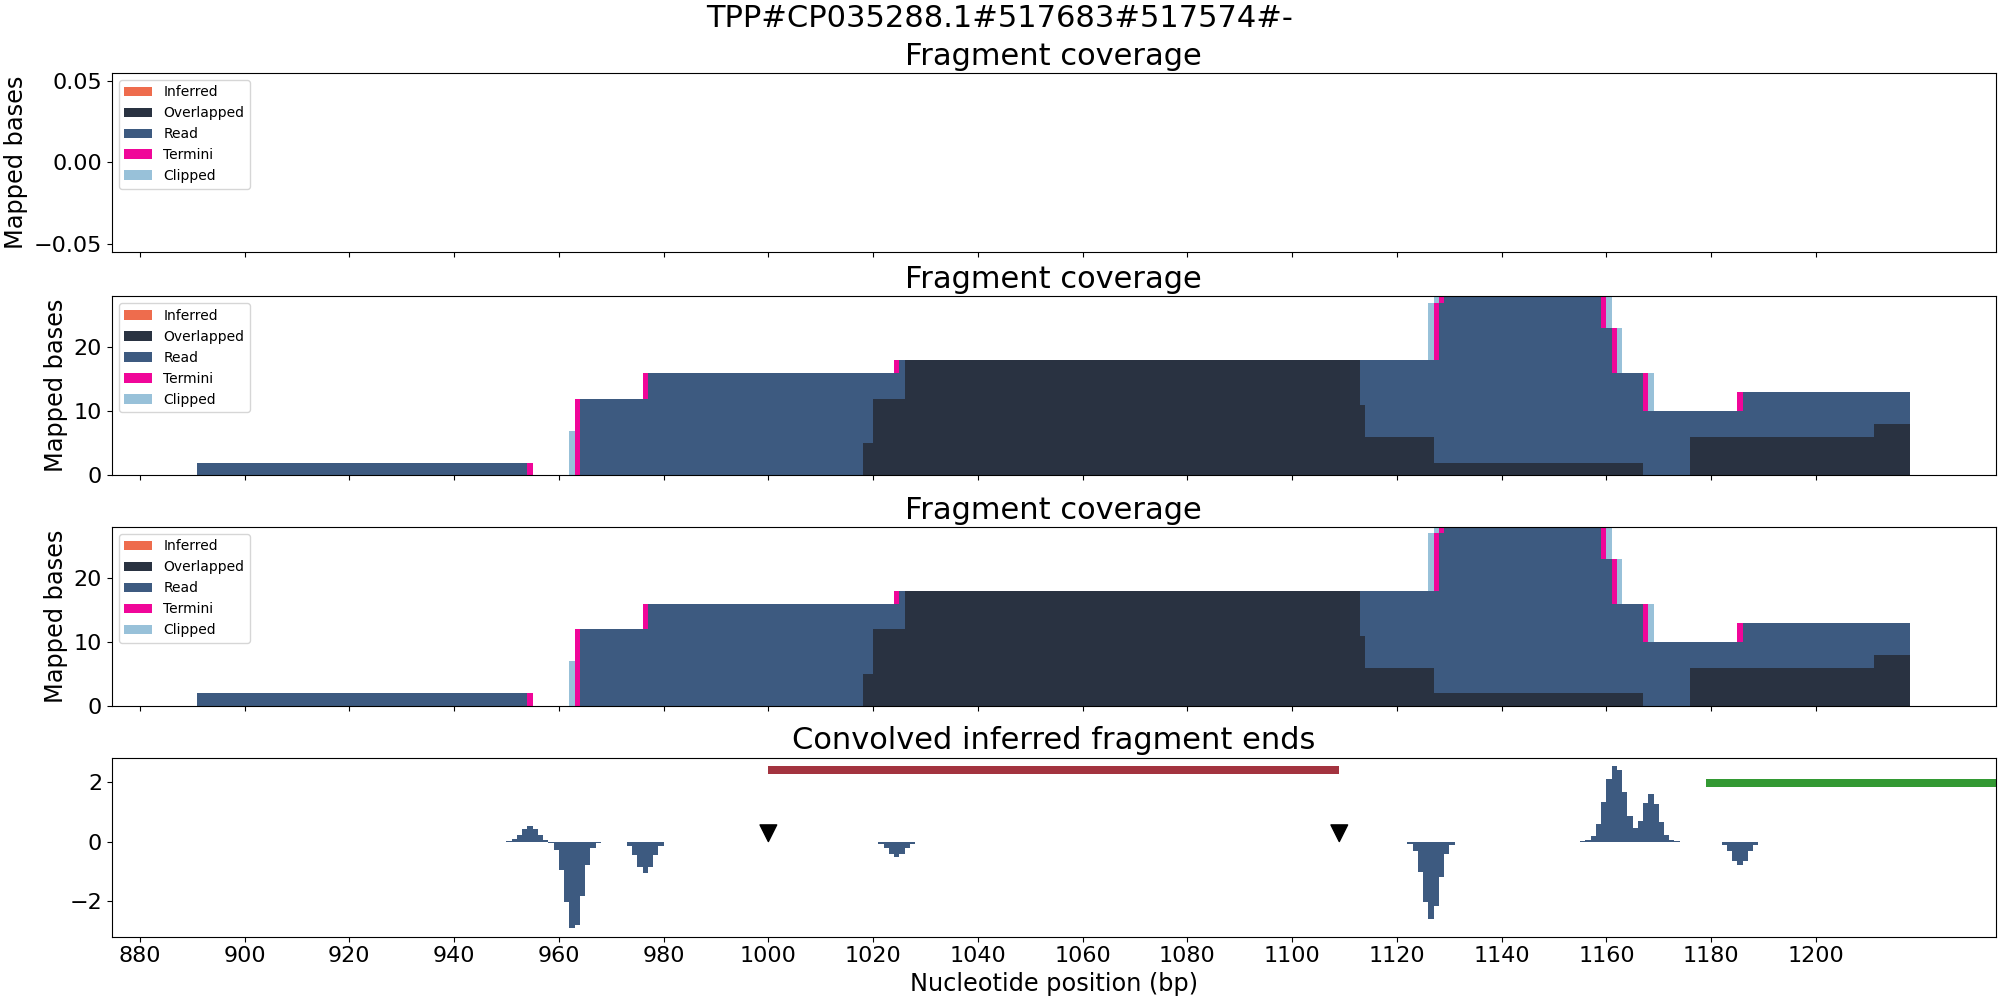 TPP#CP035288.1#517683#517574#-
Fragment coverage
Mapped bases
0.05
0.00
−0.05
Inferred
Overlapped
Read
Termini
Clipped
Fragment coverage
Mapped bases
20
10
0
Inferred
Overlapped
Read
Termini
Clipped
Fragment coverage
Mapped bases
20
10
0
Inferred
Overlapped
Read
Termini
Clipped
Convolved inferred fragment ends
2
0
−2
880 900 920 940 960 980 1000 1020 1040 1060 1080 1100 1120 1140 1160 1180 1200
Nucleotide position (bp)